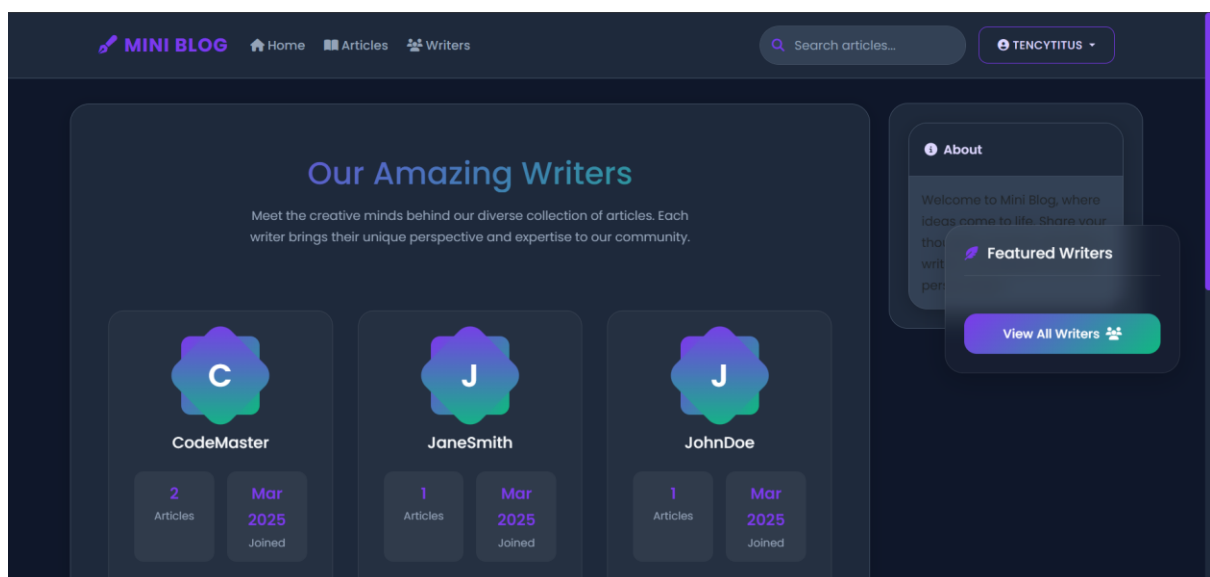 MINI BLOG
Home
Articles
Writers
Search articles...
TENCYTITUS
Our Amazing Writers
Meet the creative minds behind our diverse collection of articles. Each
writer brings their unique perspective and expertise to our community.
C
CodeMaster
2
Articles
Mar
2025
Joined
J
JaneSmith
1
Articles
Mar
2025
Joined
J
JohnDoe
1
Articles
Mar
2025
Joined
About
Welcome to Mini Blog, where
ideas come to life. Share your
Featured Writers
View All Writers